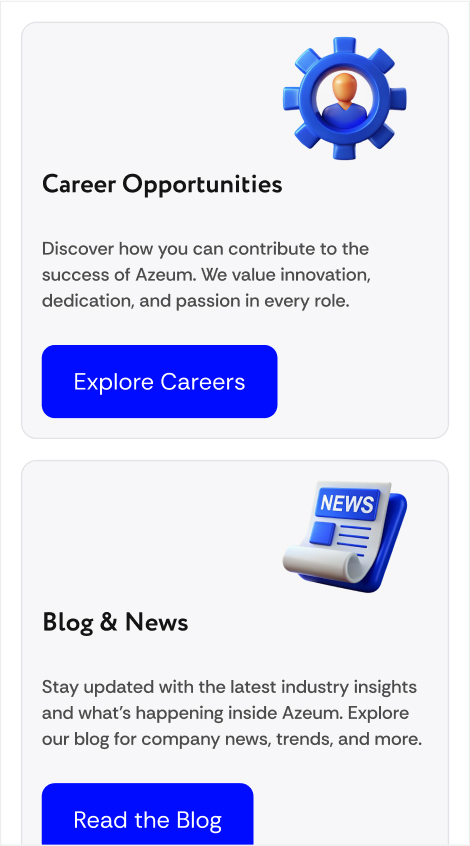 Career Opportunities
Discover how you can contribute to the
success of Azeum. We value innovation,
dedication, and passion in every role.
Explore Careers
NEWS
Blog & News
Stay updated with the latest industry insights
and what's happening inside Azeum. Explore
our blog for company news, trends, and more.
Read the Blog